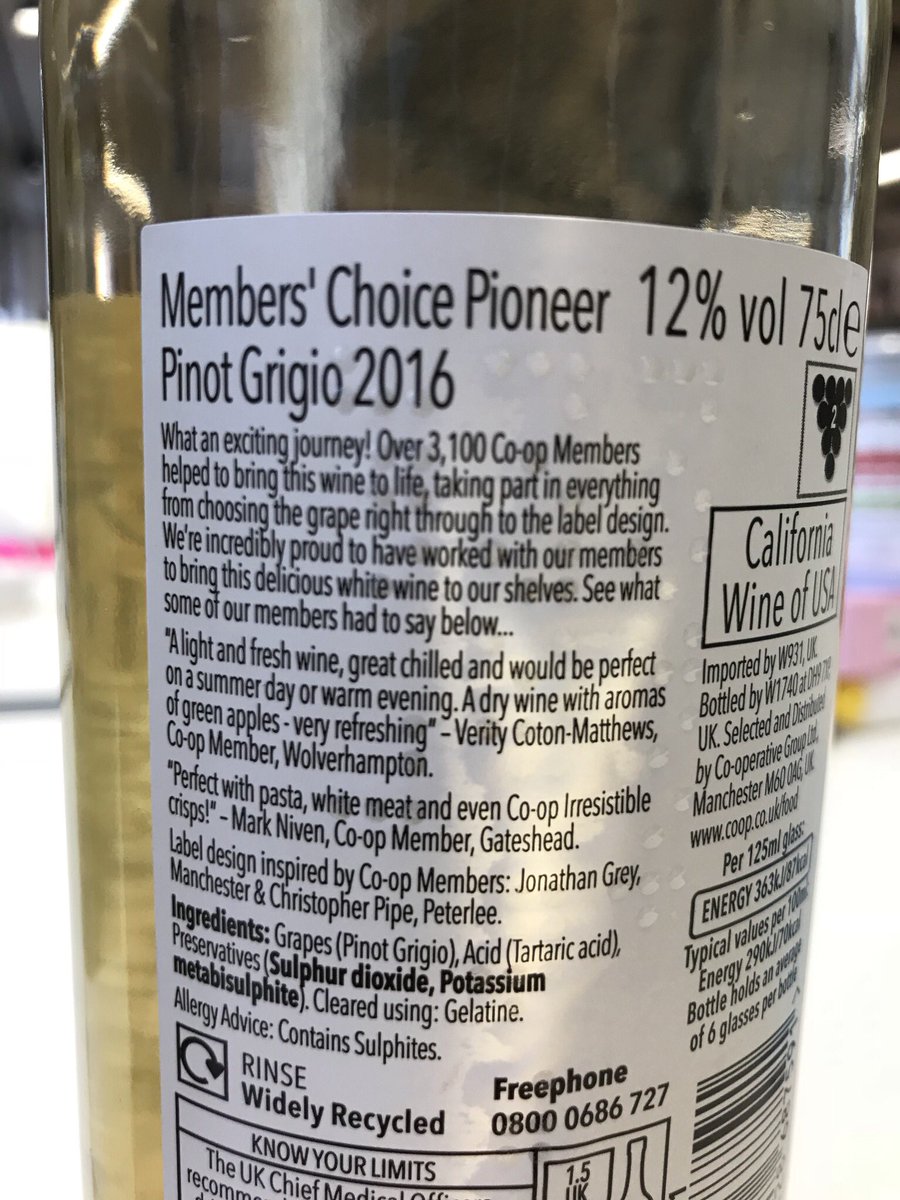 Members' Choice Pioneer 12% vol 75cl e
Pinot Grigio 2016
What an exciting journey! Over 3,100 Co-op Members
helped to bring this wine to life, taking part in everything
from choosing the grape right through to the label design.
We're incredibly proud to have worked with our members
to bring this delicious white wine to our shelves. See what
some of our members had to say below...
"A light and fresh wine, great chilled and would be perfect
on a summer day or warm evening. A dry wine with aromas
of green apples - very refreshing" – Verity Coton-Matthews,
Co-op Member, Wolverhampton.
"Perfect with pasta, white meat and even Co-op Irresistible
crisps!" – Mark Niven, Co-op Member, Gateshead.
Label design inspired by Co-op Members: Jonathan Grey,
Manchester & Christopher Pipe, Peterlee.
Ingredients: Grapes (Pinot Grigio), Acid (Tartaric acid),
Preservatives (Sulphur dioxide, Potassium
metabisulphite). Cleared using: Gelatine.
Allergy Advice: Contains Sulphites.
RINSE
Widely Recycled
Freephone
0800 0686 727
KNOW YOUR LIMITS
The UK Chief Medical
1.5
UK
2
California
Wine of USA
Imported by W931, UK.
Bottled by W1740 at DH9
UK. Selected and Distributed
by Co-operative Group Ltd.,
Manchester M60 0AG, UK.
www.coop.co.uk/food
Per 125ml glass:
ENERGY 363kJ/87kcal
Typical values per 100ml:
Energy 290kJ/70kcal
Bottle holds an average
of 6 glasses per bottle